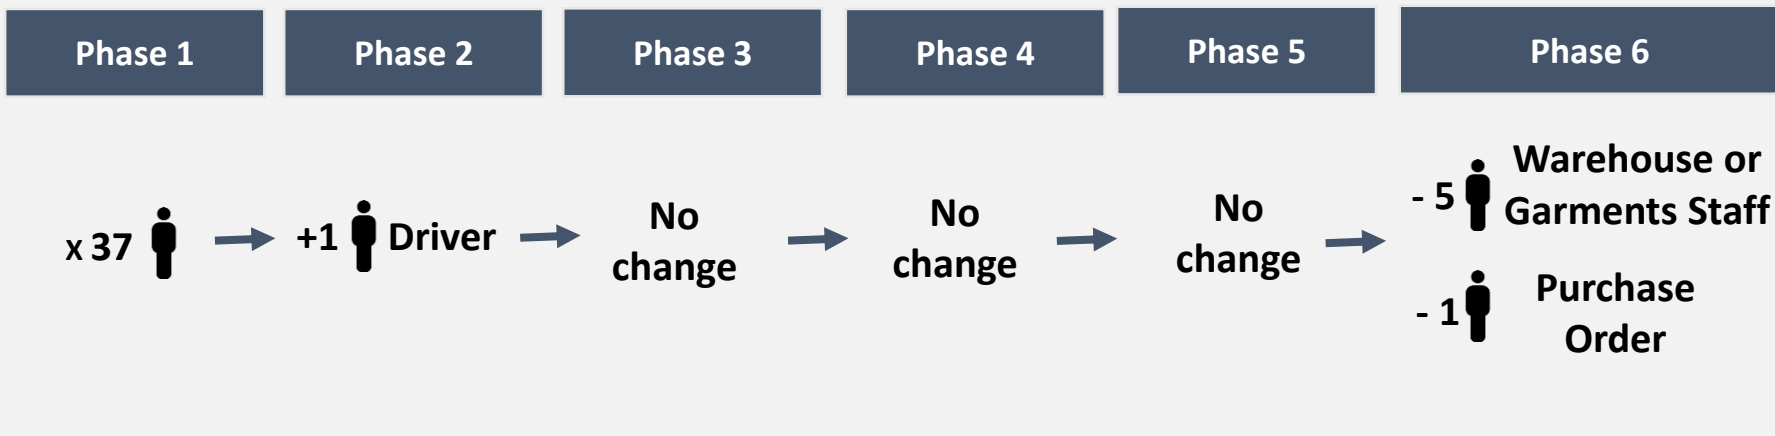 Phase 1
Phase 2
Phase 3
Phase 4
Phase 5
Phase 6
x 37
+1 Driver
No
change
No
change
No
change
- 5 Warehouse or
Garments Staff
- 1 Purchase
Order